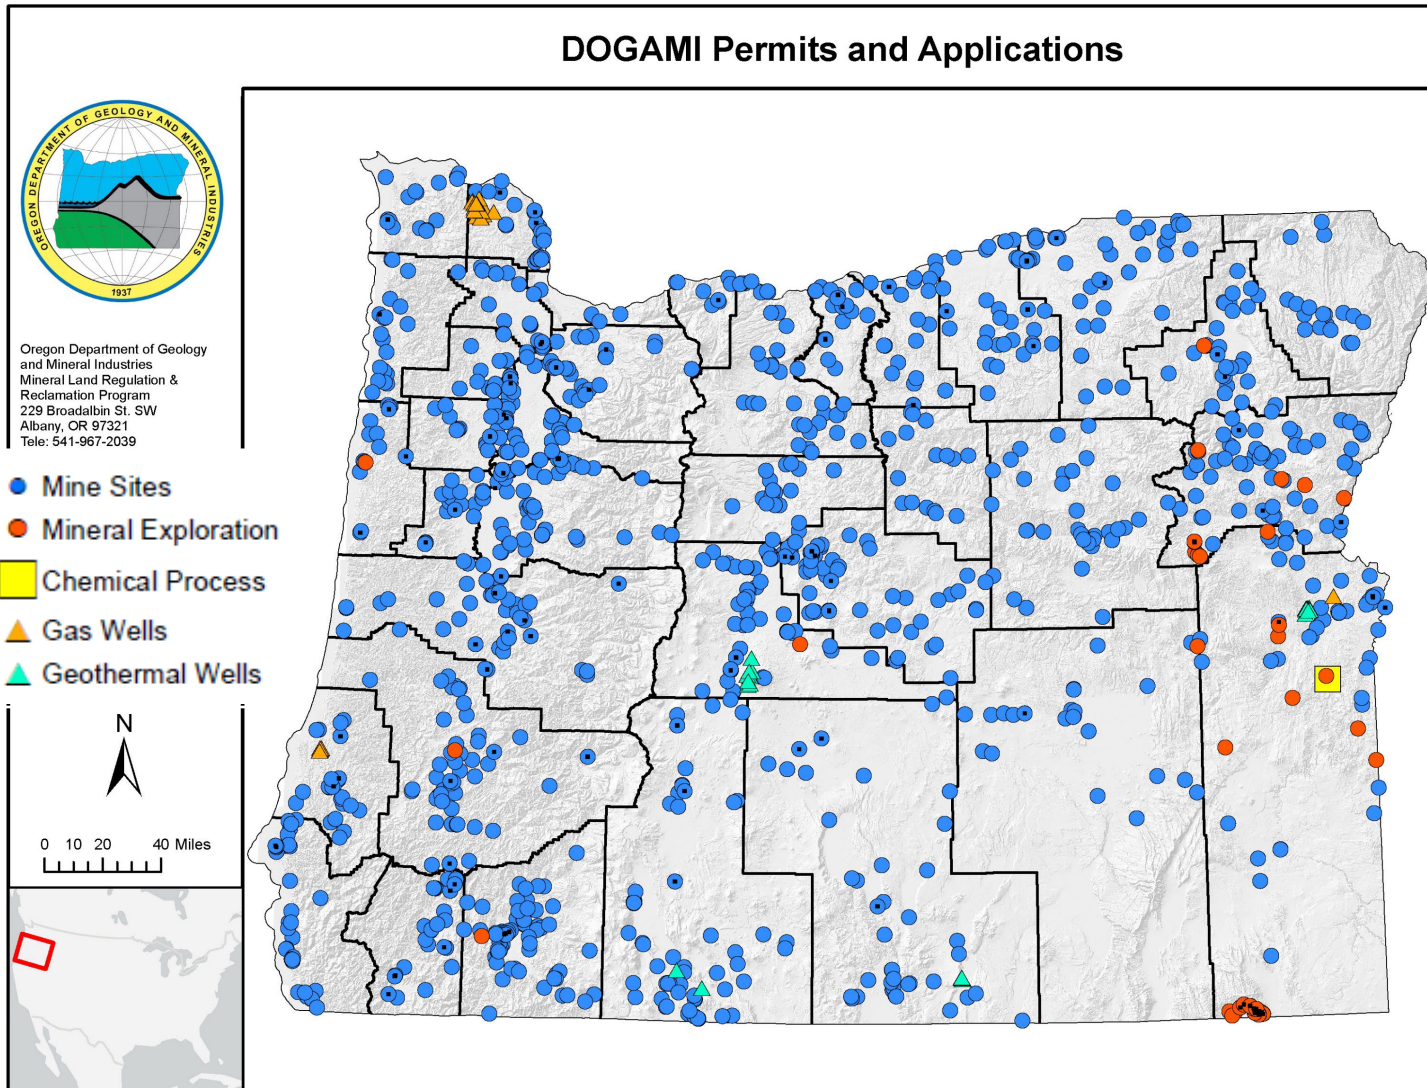 DOGAMI Permits and Applications
OREGON DEPARTMENT OF GEOLOGY AND MINERAL INDUSTRIES
1937
Oregon Department of Geology
and Mineral Industries
Mineral Land Regulation &
Reclamation Program
229 Broadalbin St. SW
Albany, OR 97321
Tele: 541-967-2039
Mine Sites
Mineral Exploration
Chemical Process
Gas Wells
Geothermal Wells
N
0 10 20 40 Miles